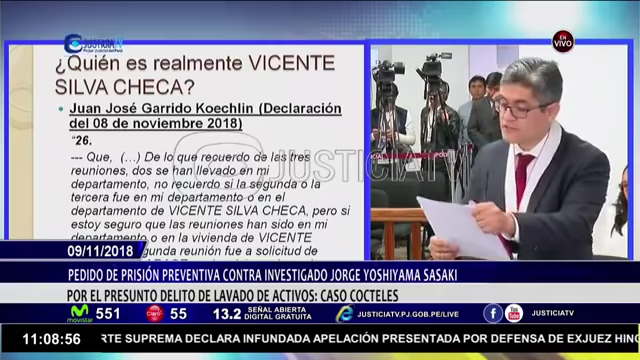 JUSTICIATV
EN VIVO
¿Quién es realmente VICENTE
SILVA CHECA?
Juan José Garrido Koechlin (Declaración
del 08 de noviembre 2018)
"26.
--- Que, (…) De lo que recuerdo de las tres
reuniones, dos se han llevado en mi
departamento, no recuerdo si la segunda o la
tercera fue en mi departamento o en el
departamento de VICENTE SILVA CHECA, pero si
estoy seguro que las reuniones han sido en
mi departamento o en la vivienda de VICENTE
gunda reunión fue a solicitud de
JUSTICIATV
09/11/2018
PEDIDO DE PRISIÓN PREVENTIVA CONTRA INVESTIGADO JORGE YOSHIYAMA SASAKI
POR EL PRESUNTO DELITO DE LAVADO DE ACTIVOS: CASO COCTELES
movistar 551 Claro 55 13.2 SEÑAL ABIERTA DIGITAL GRATUITA JUSTICIATV.PJ.GOB.PE/LIVE JUSTICIATV
11:08:56 RTE SUPREMA DECLARA INFUNDADA APELACIÓN PRESENTADA POR DEFENSA DE EXJUEZ HIN